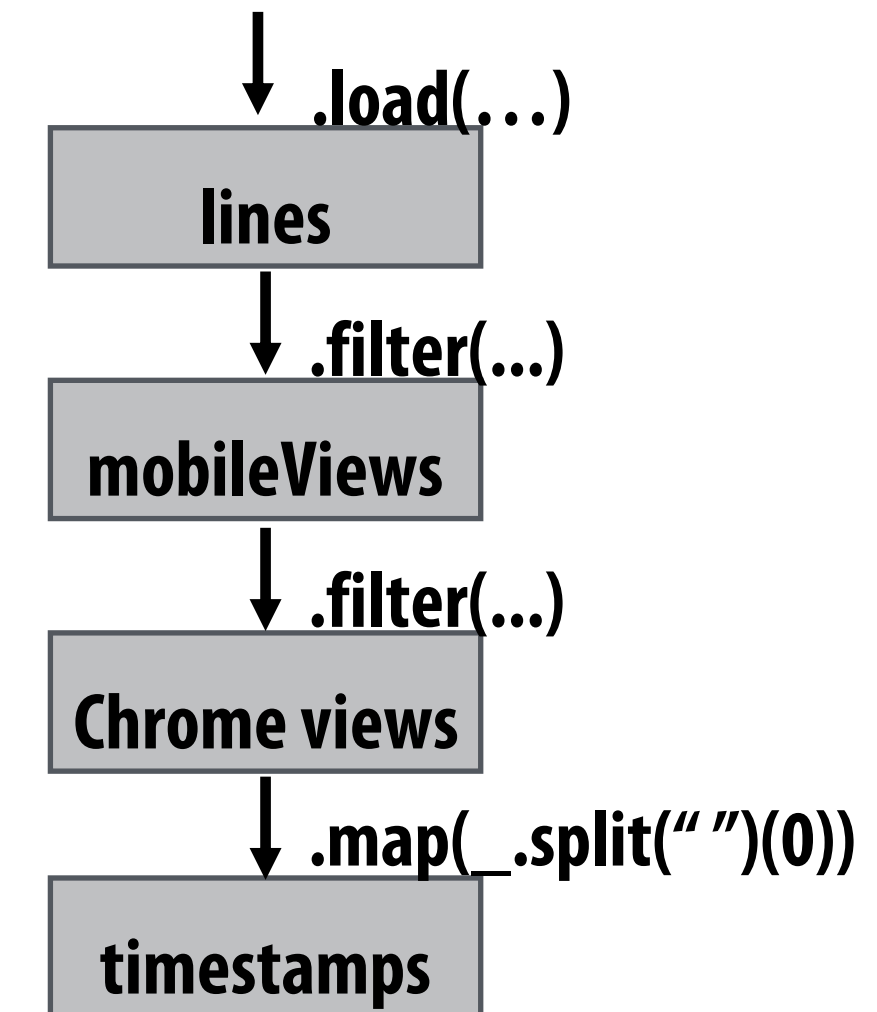 .load(...)
lines
.filter(...)
mobileViews
.filter(...)
Chrome views
.map(_.split(“ ”)(0))
timestamps